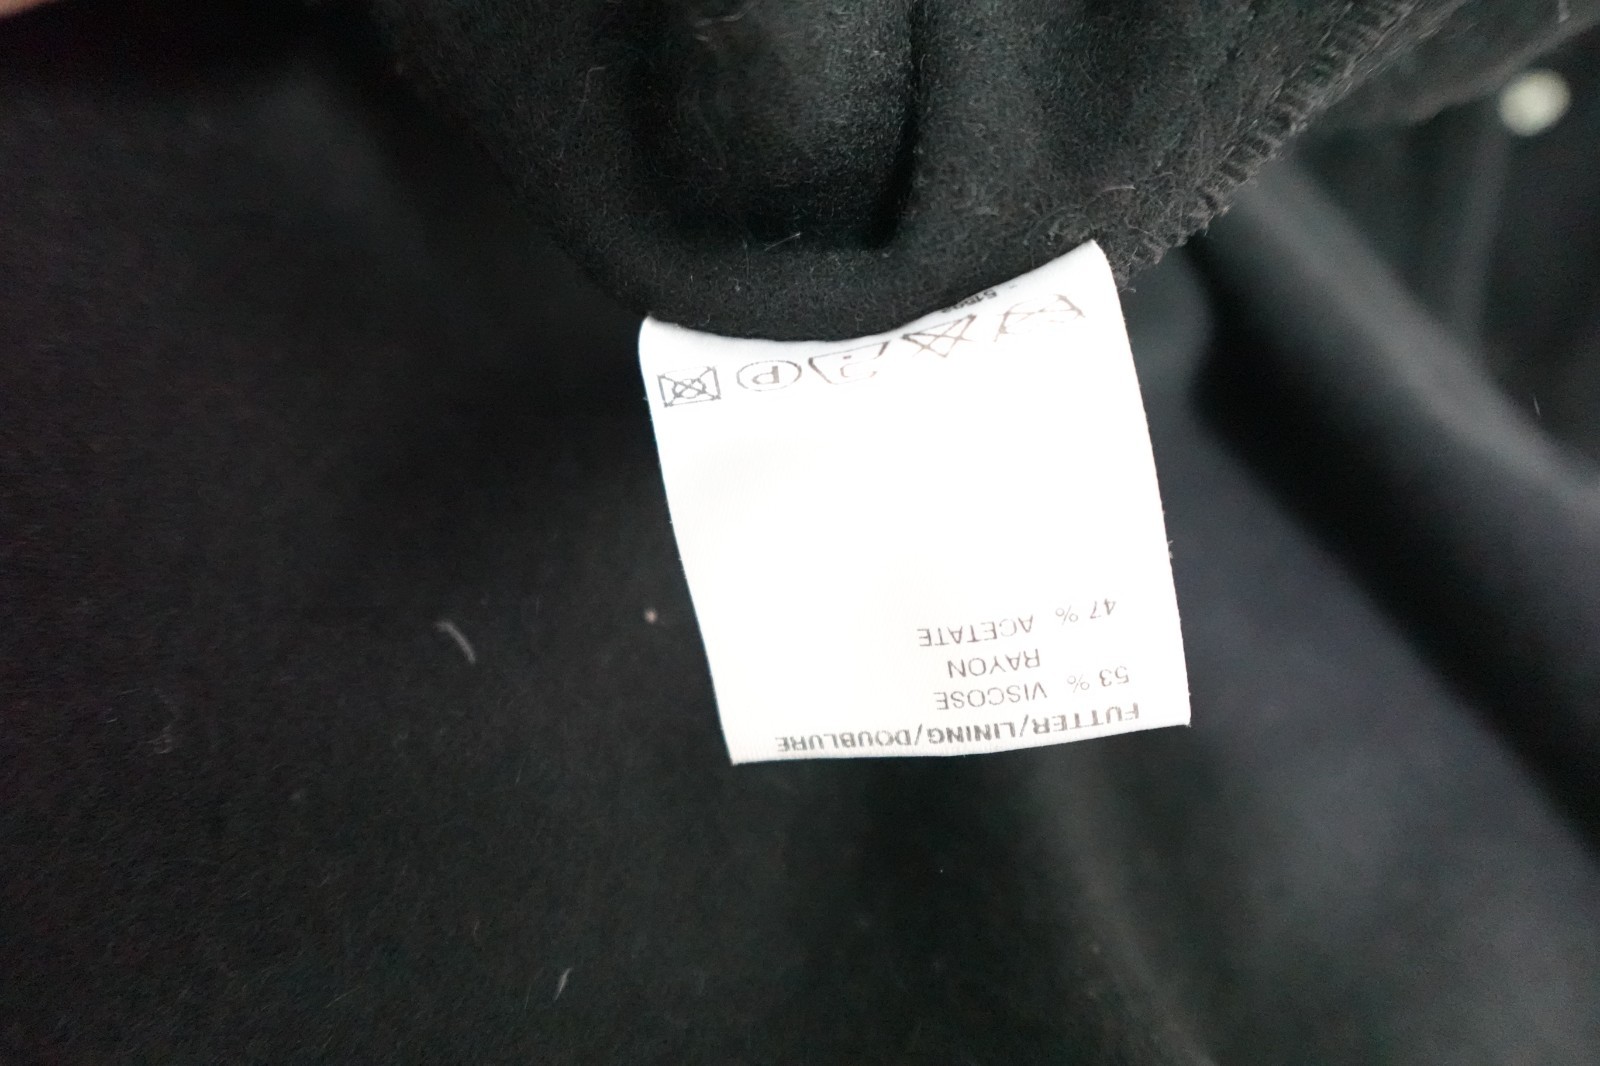 FUTTER/LINING/DOUBLURE
53 % VISCOSE
RAYON
47 % ACETATE
P